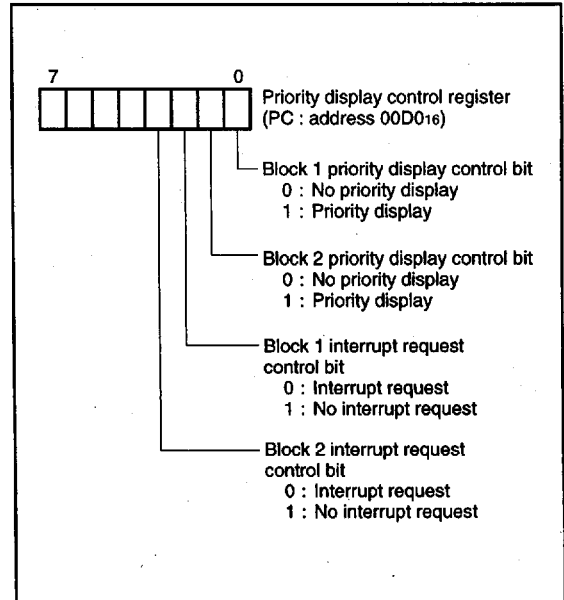 7 0
Priority display control register
(PC : address 00D016)
Block 1 priority display control bit
0 : No priority display
1 : Priority display
Block 2 priority display control bit
0 : No priority display
1 : Priority display
Block 1 interrupt request
control bit
0 : Interrupt request
1 : No interrupt request
Block 2 interrupt request
control bit
0 : Interrupt request
1 : No interrupt request